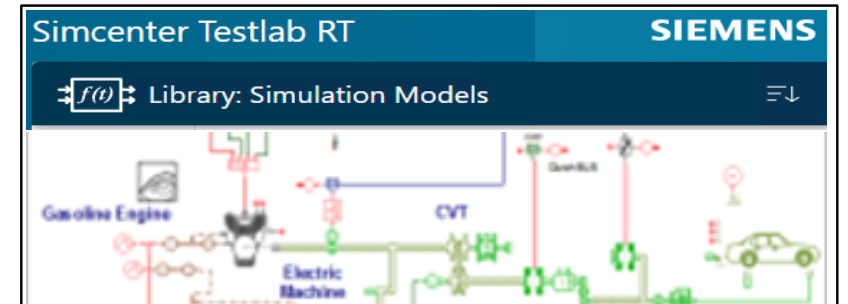 Simcenter Testlab RT
SIEMENS
f(t) Library: Simulation Models
Gasoline Engine
CVT
Electric
Machine